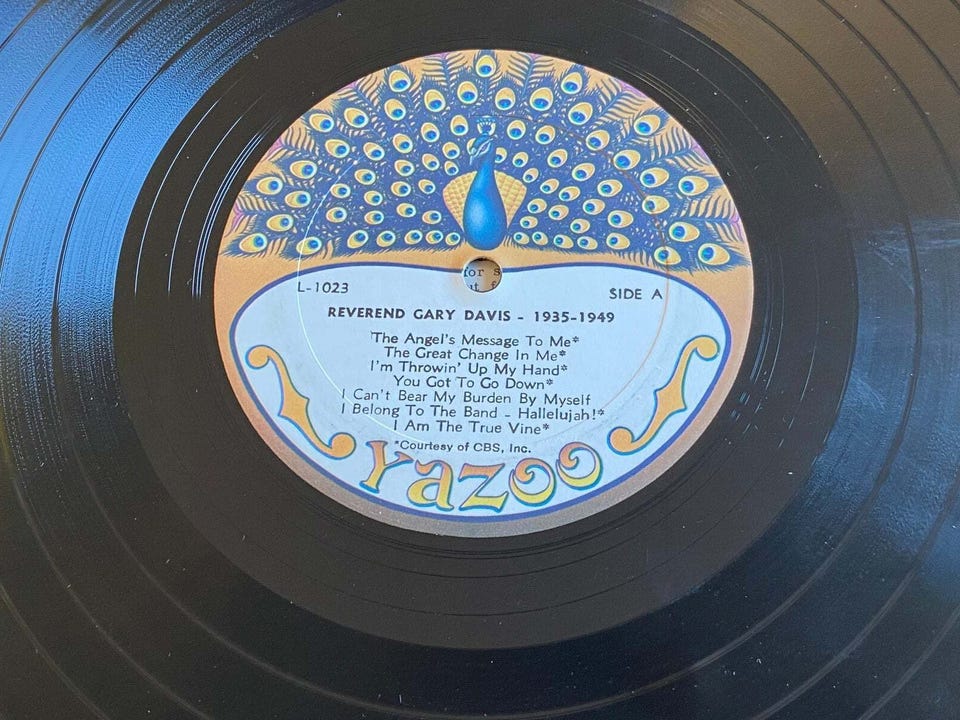 for s
L-1023
SIDE A
REVEREND GARY DAVIS - 1935-1949
The Angel's Message To Me*
The Great Change In Me*
I'm Throwin' Up My Hand*
You Got To Go Down*
I Can't Bear My Burden By Myself
I Belong To The Band - Hallelujah!*
I Am The True Vine*
*Courtesy of CBS, Inc.
Yazoo